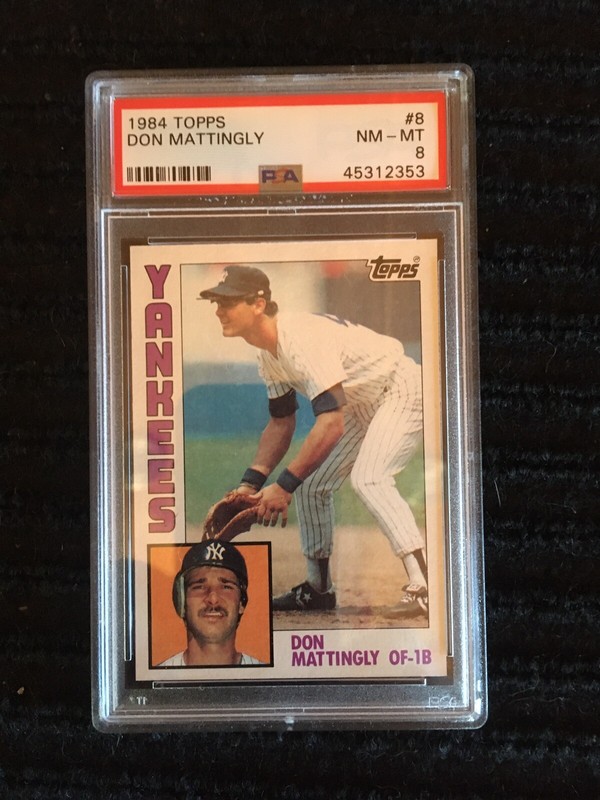 1984 TOPPS #8
DON MATTINGLY NM-MT
8
PSA 45312353
Topps
YANKEES
NY
DON
MATTINGLY OF-1B